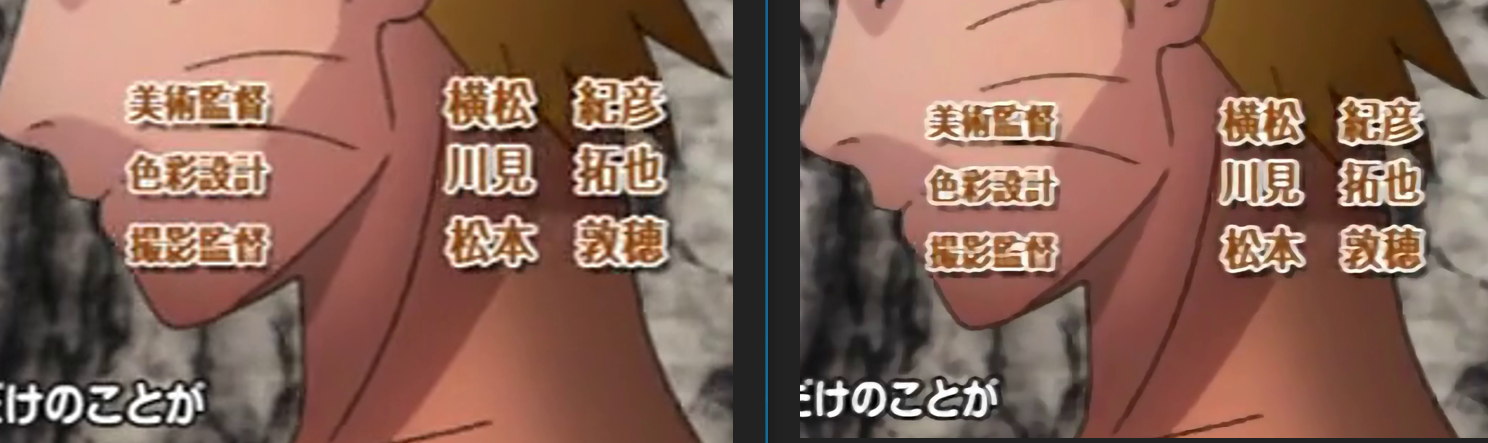 美術監督 横松 紀彦
色彩設計 川見 拓也
撮影監督 松本 敦穂
けのことが
美術監督 横松 紀彦
色彩設計 川見 拓也
撮影監督 松本 敦穂
だけのことが